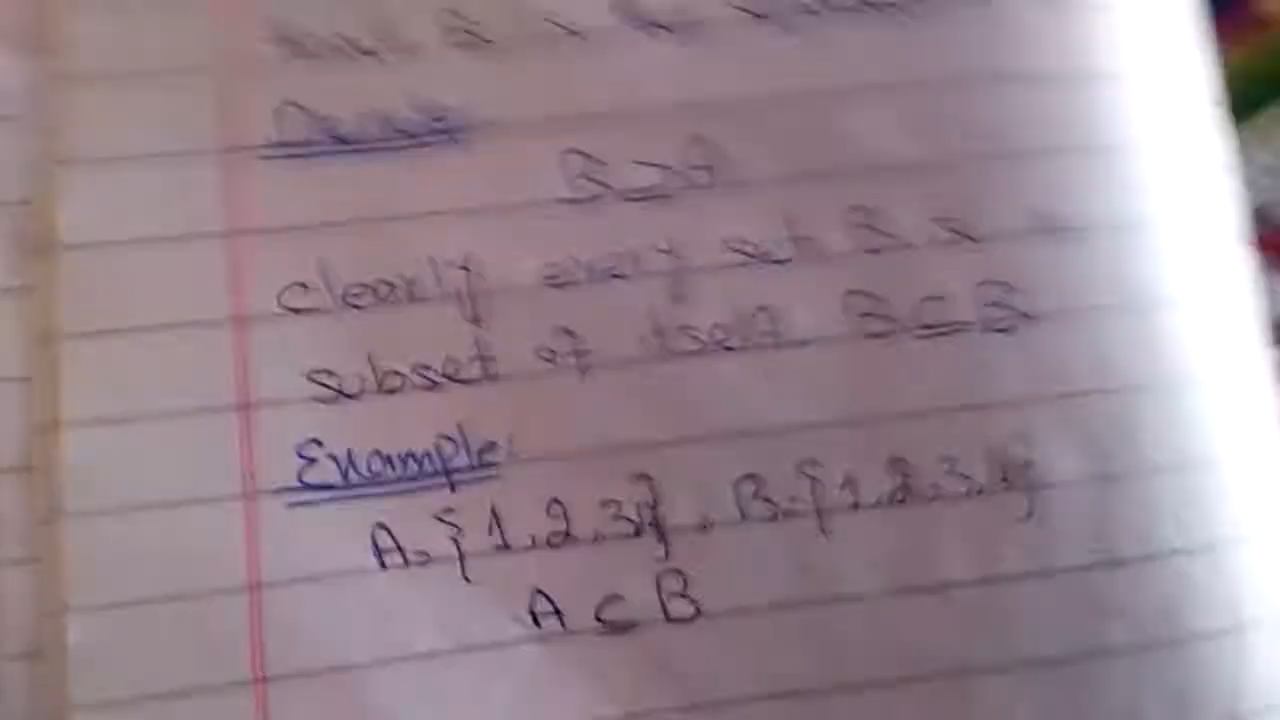 B ⊇ A
clearly every set B is a
subset of itself B ⊆ B
Example:
A = {1, 2, 3}, B = {1, 2, 3, 4}
A ⊆ B